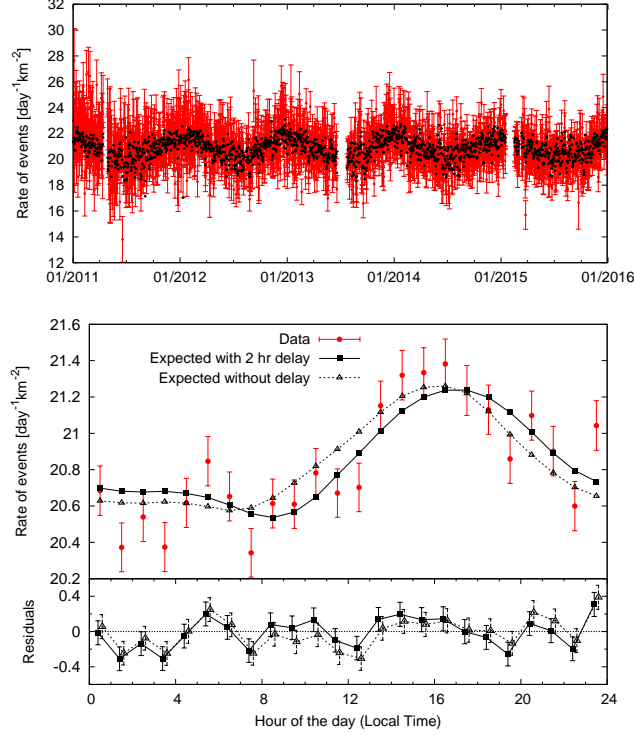 Rate of events [day-1km-2]
32
30
28
26
24
22
20
18
16
14
12
01/2011 01/2012 01/2013 01/2014 01/2015 01/2016
Rate of events [day-1km-2]
21.6
21.4
21.2
21
20.8
20.6
20.4
20.2
Data
Expected with 2 hr delay
Expected without delay
Residuals
0.4
0
-0.4
0 4 8 12 16 20 24
Hour of the day (Local Time)